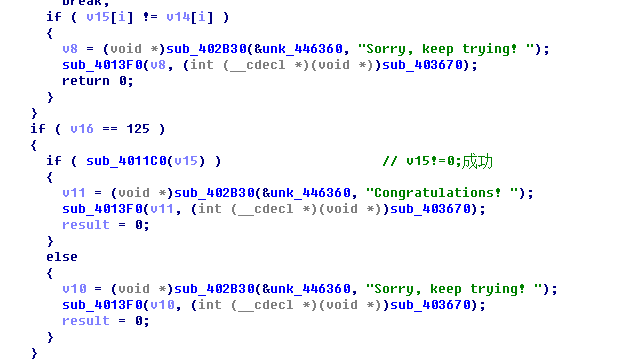 break;
if ( v15[i] != v14[i] )
{
v8 = (void *)sub_402B30(&unk_446360, "Sorry, keep trying! ");
sub_4013F0(v8, (int (__cdecl *)(void *))sub_403670);
return 0;
}
}
if ( v16 == 125 )
{
if ( sub_4011C0(v15) ) // v15!=0;成功
{
v11 = (void *)sub_402B30(&unk_446360, "Congratulations! ");
sub_4013F0(v11, (int (__cdecl *)(void *))sub_403670);
result = 0;
}
else
{
v10 = (void *)sub_402B30(&unk_446360, "Sorry, keep trying! ");
sub_4013F0(v10, (int (__cdecl *)(void *))sub_403670);
result = 0;
}
}